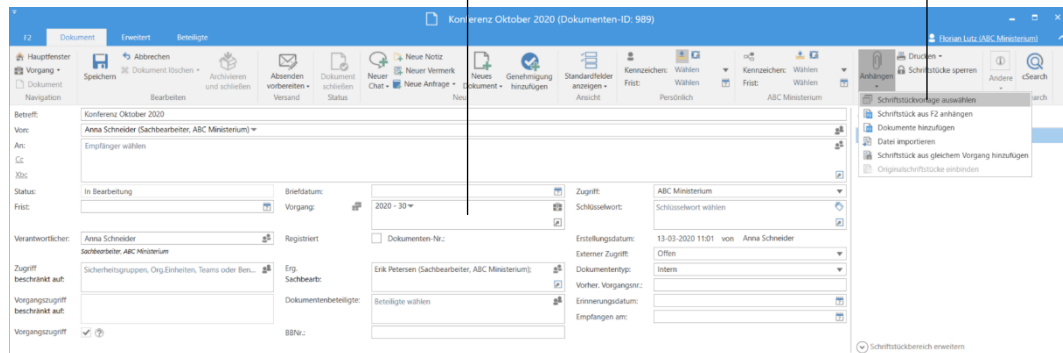 Konferenz Oktober 2020 (Dokumenten-ID: 989)
F2 Dokument Erweitert Beteiligte
Florian Lutz (ABC Ministerium)
Hauptfenster
Vorgang
Dokument
Navigation
Speichern
Abbrechen
Dokument löschen
Archivieren und schließen
Bearbeiten
Absenden vorbereiten
Versand
Dokument schließen
Status
Neuer Chat
Neue Notiz
Neuer Vermerk
Neue Anfrage
Neues Dokument
Genehmigung hinzufügen
Neu
Standardfelder anzeigen
Ansicht
Kennzeichen: Wählen
Frist: Wählen
Persönlich
Kennzeichen: Wählen
Frist: Wählen
ABC Ministerium
Anhängen
Drucken
Schriftstücke sperren
Andere
cSearch
Schriftstückvorlage auswählen
Schriftstück aus F2 anhängen
Dokumente hinzufügen
Datei importieren
Schriftstück aus gleichem Vorgang hinzufügen
Originalschriftstücke einbinden
Betreff: Konferenz Oktober 2020
Von: Anna Schneider (Sachbearbeiter, ABC Ministerium)
An: Empfänger wählen
Cc
Xbc
Status: In Bearbeitung Briefdatum: Zugriff: ABC Ministerium
Frist: Vorgang: 2020 - 30 Schlüsselwort: Schlüsselwort wählen
Verantwortlicher: Anna Schneider Registriert Dokumenten-Nr.: Erstellungsdatum: 13-03-2020 11:01 von Anna Schneider
Sachbearbeiter, ABC Ministerium
Externer Zugriff: Offen
Zugriff beschränkt auf: Sicherheitsgruppen, Org.Einheiten, Teams oder Ben... Erg. Sachbearb: Erik Petersen (Sachbearbeiter, ABC Ministerium); Dokumententyp: Intern
Vorher. Vorgangsnr.:
Vorgangszugriff beschränkt auf: Dokumentenbeteiligte: Beteiligte wählen Erinnerungsdatum:
Empfangen am:
Vorgangszugriff BBNr.:
Schriftstückbereich erweitern